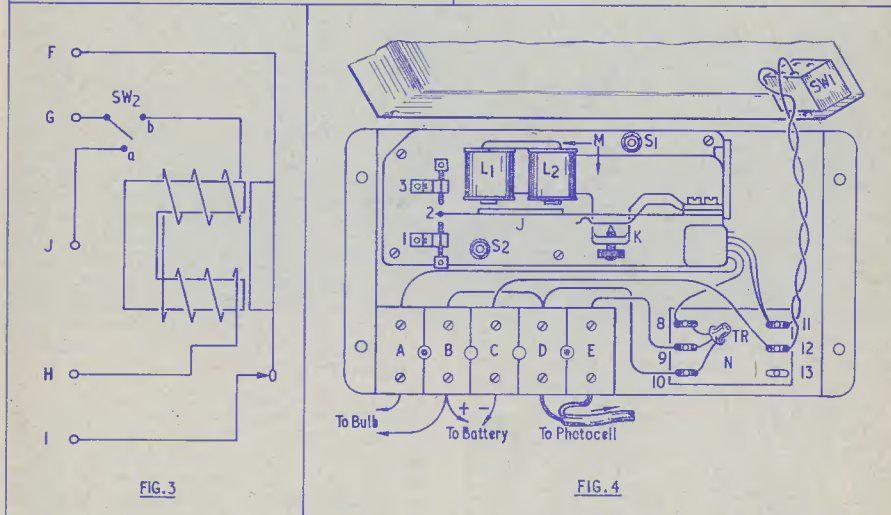 F
SW2
G
b
a
J
H
I
FIG.3
SW1
M
S1
L1
L2
3
2
J
1
K
S2
8
11
TR
A
B
C
D
E
9
N
12
10
13
To Bulb
+ −
To Battery
To Photocell
FIG.4